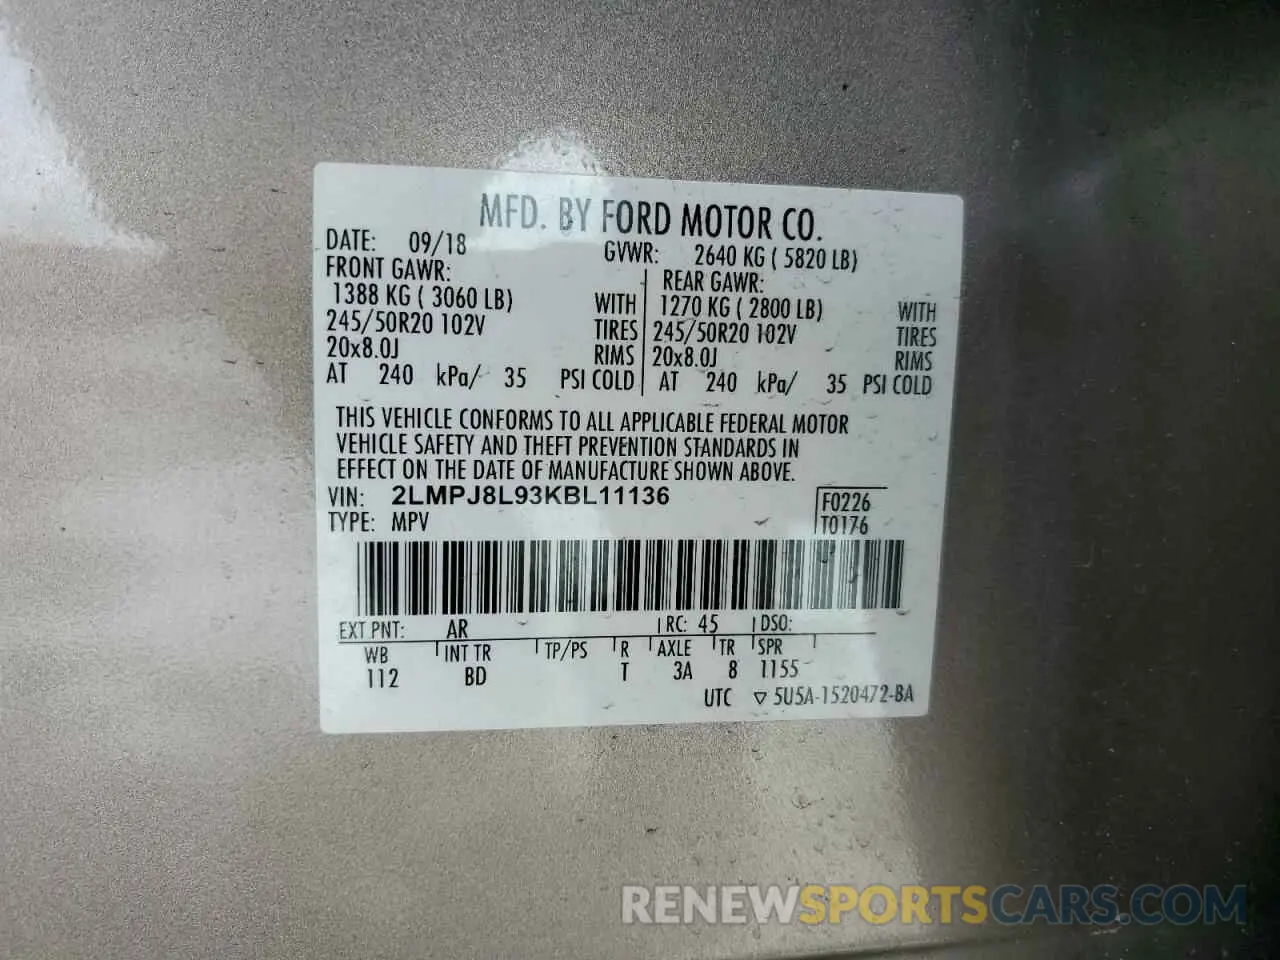 MFD. BY FORD MOTOR CO.
DATE: 09/18 GVWR: 2640 KG ( 5820 LB)
FRONT GAWR: REAR GAWR:
1388 KG ( 3060 LB) WITH 1270 KG ( 2800 LB) WITH
245/50R20 102V TIRES 245/50R20 102V TIRES
20x8.0J RIMS 20x8.0J RIMS
AT 240 kPa/ 35 PSI COLD AT 240 kPa/ 35 PSI COLD
THIS VEHICLE CONFORMS TO ALL APPLICABLE FEDERAL MOTOR
VEHICLE SAFETY AND THEFT PREVENTION STANDARDS IN
EFFECT ON THE DATE OF MANUFACTURE SHOWN ABOVE.
VIN: 2LMPJ8L93KBL11136 F0226
TYPE: MPV T0176
EXT PNT: AR RC: 45 DSO:
WB INT TR TP/PS R AXLE TR SPR
112 BD T 3A 8 1155
UTC ▽ 5U5A-1520472-BA
RENEWSPORTSCARS.COM